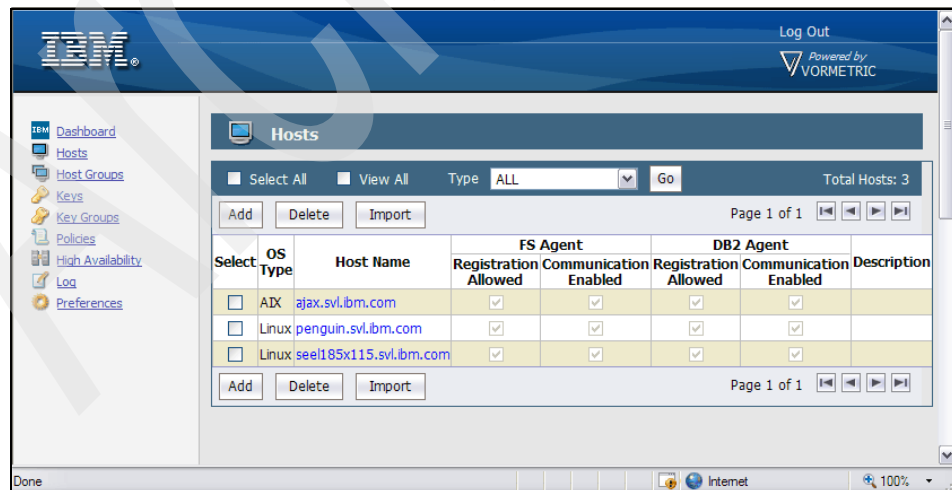 Log Out
IBM®
Powered by
VORMETRIC
IBM Dashboard
Hosts
Host Groups
Keys
Key Groups
Policies
High Availability
Log
Preferences
Hosts
Select All View All Type ALL Go Total Hosts: 3
Add Delete Import Page 1 of 1
Select OS Type Host Name FS Agent DB2 Agent Description
Registration Allowed Communication Enabled Registration Allowed Communication Enabled
AIX ajax.svl.ibm.com
Linux penguin.svl.ibm.com
Linux seel185x115.svl.ibm.com
Add Delete Import Page 1 of 1
Done Internet 100%